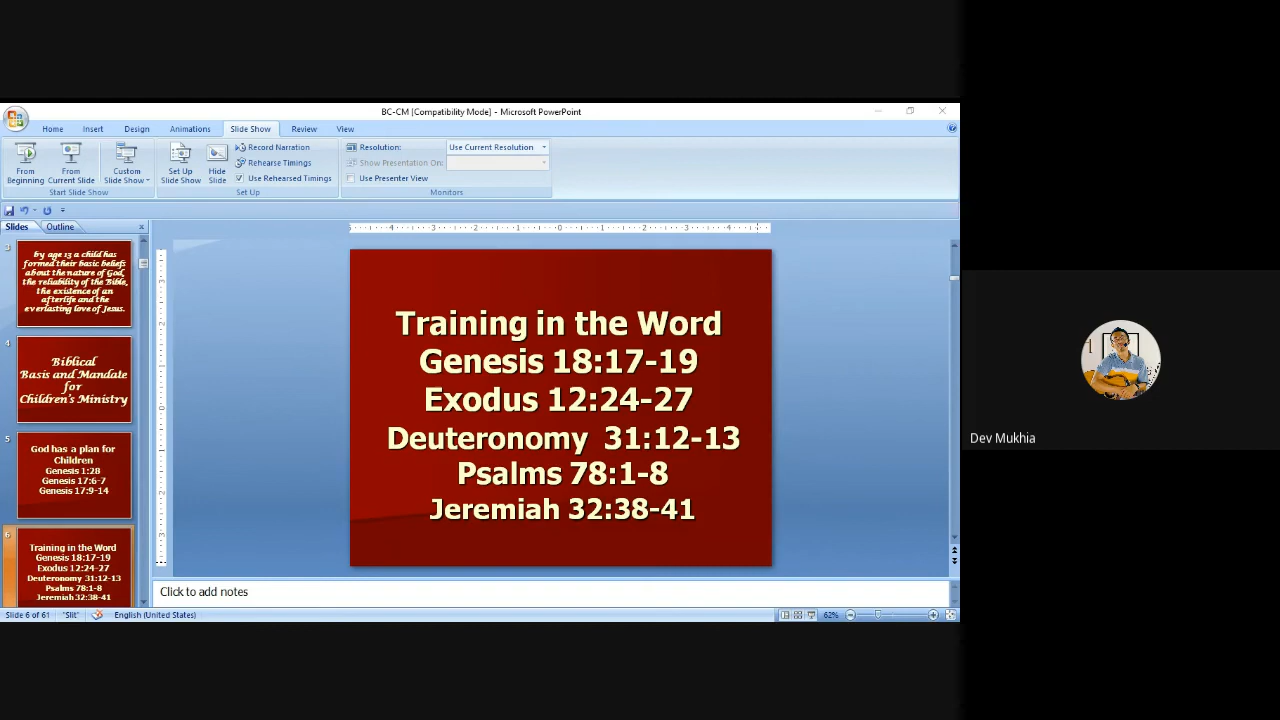 BC-CM [Compatibility Mode] - Microsoft PowerPoint
Home Insert Design Animations Slide Show Review View
From Beginning
From Current Slide
Custom Slide Show
Start Slide Show
Set Up Slide Show
Hide Slide
Record Narration
Rehearse Timings
Use Rehearsed Timings
Set Up
Resolution: Use Current Resolution
Show Presentation On:
Use Presenter View
Monitors
Slides Outline
3
By age 13 a child has
formed their basic beliefs
about the nature of God,
the reliability of the Bible,
the existence of an
afterlife and the
everlasting love of Jesus.
4
Biblical
Basis and Mandate
for
Children's Ministry
5
God has a plan for
Children
Genesis 1:28
Genesis 17:6-7
Genesis 17:9-14
6
Training in the Word
Genesis 18:17-19
Exodus 12:24-27
Deuteronomy 31:12-13
Psalms 78:1-8
Jeremiah 32:38-41
Training in the Word
Genesis 18:17-19
Exodus 12:24-27
Deuteronomy 31:12-13
Psalms 78:1-8
Jeremiah 32:38-41
Click to add notes
Slide 6 of 61 "Slit" English (United States) 62%
Dev Mukhia